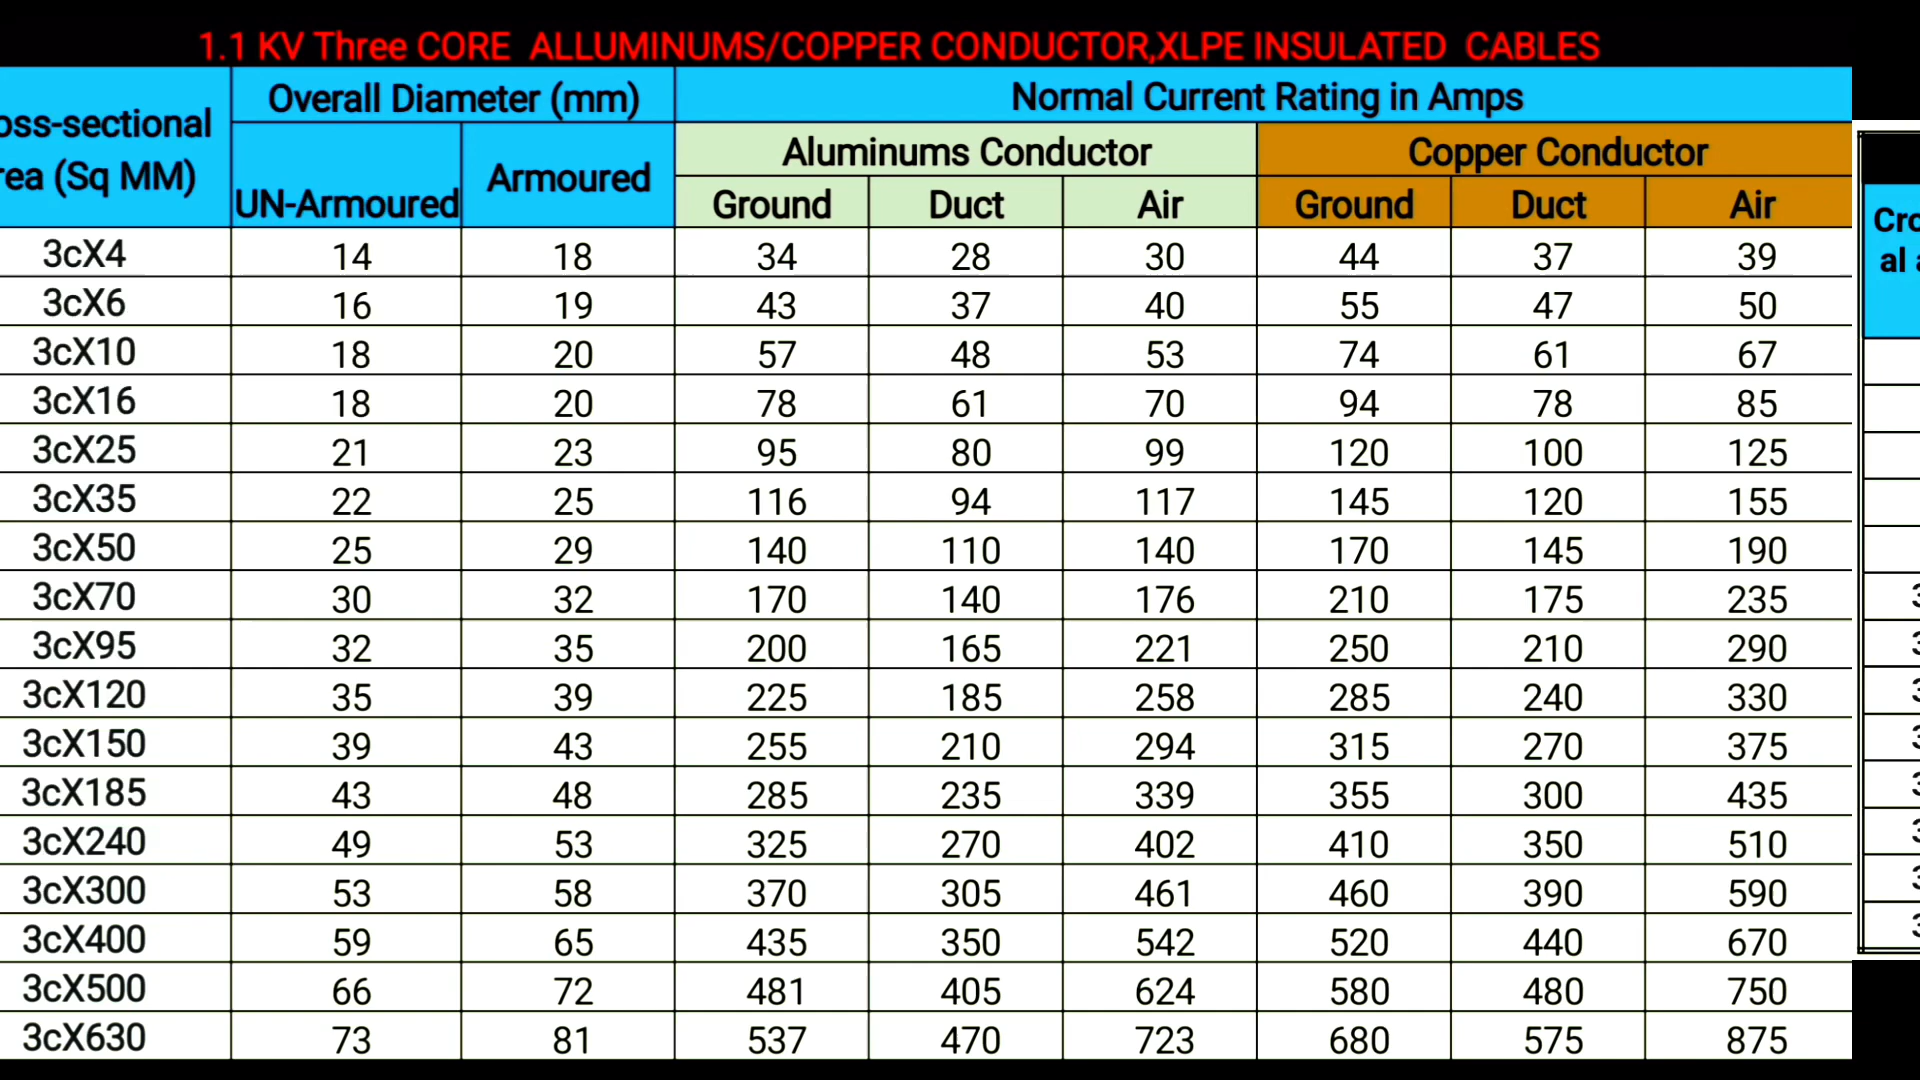 1.1 KV Three CORE ALLUMINUMS/COPPER CONDUCTOR,XLPE INSULATED CABLES
oss-sectional Overall Diameter (mm) Normal Current Rating in Amps
rea (Sq MM) UN-Armoured Armoured Aluminums Conductor Copper Conductor
Ground Duct Air Ground Duct Air
3cX4 14 18 34 28 30 44 37 39
3cX6 16 19 43 37 40 55 47 50
3cX10 18 20 57 48 53 74 61 67
3cX16 18 20 78 61 70 94 78 85
3cX25 21 23 95 80 99 120 100 125
3cX35 22 25 116 94 117 145 120 155
3cX50 25 29 140 110 140 170 145 190
3cX70 30 32 170 140 176 210 175 235
3cX95 32 35 200 165 221 250 210 290
3cX120 35 39 225 185 258 285 240 330
3cX150 39 43 255 210 294 315 270 375
3cX185 43 48 285 235 339 355 300 435
3cX240 49 53 325 270 402 410 350 510
3cX300 53 58 370 305 461 460 390 590
3cX400 59 65 435 350 542 520 440 670
3cX500 66 72 481 405 624 580 480 750
3cX630 73 81 537 470 723 680 575 875
Cro
al a